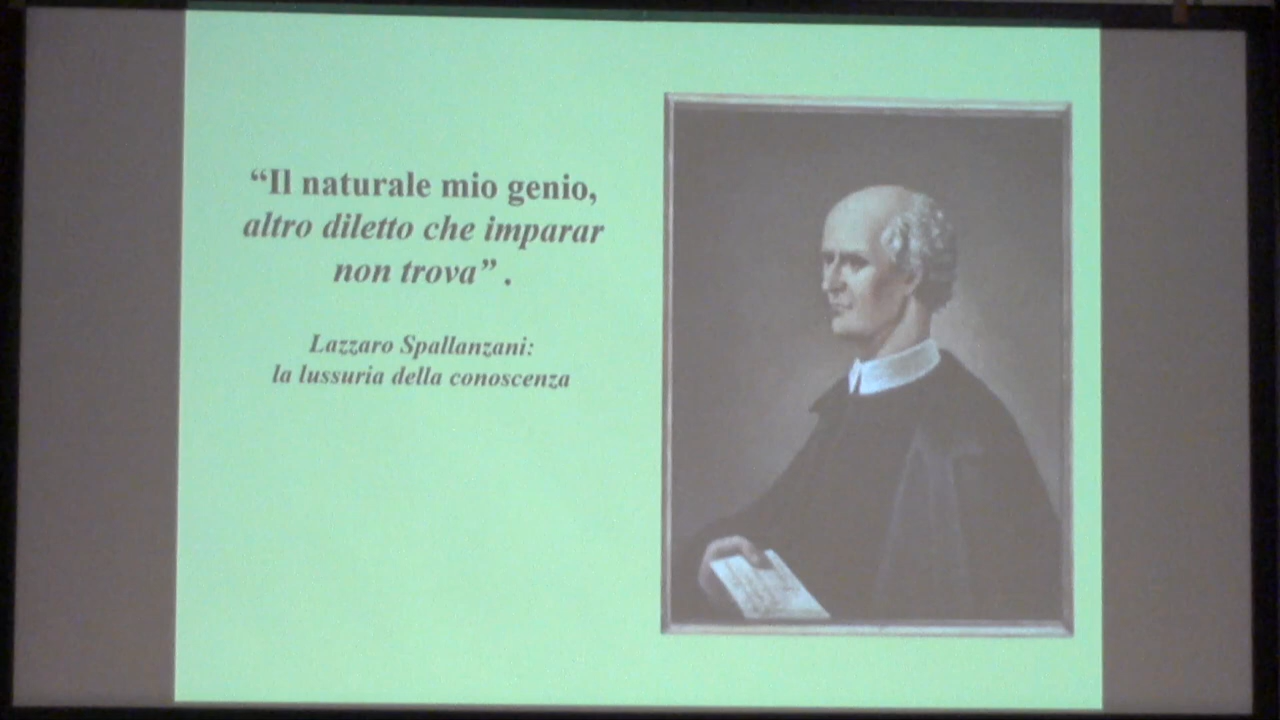 “Il naturale mio genio,
altro diletto che imparar
non trova” .
Lazzaro Spallanzani:
la lussuria della conoscenza